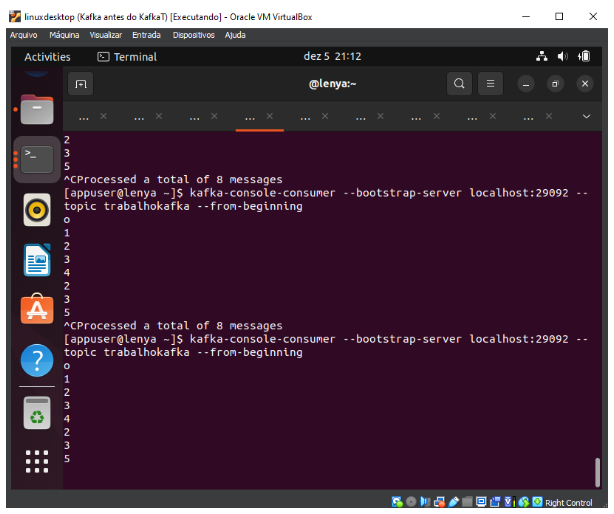 linuxdesktop (Kafka antes do KafkaT) [Executando] - Oracle VM VirtualBox
Arquivo Máquina Visualizar Entrada Dispositivos Ajuda
Activities Terminal dez 5 21:12
@lenya:~
... × ... × ... × ... × ... × ... × ... × ... × ... ×
2
3
5
^CProcessed a total of 8 messages
[appuser@lenya ~]$ kafka-console-consumer --bootstrap-server localhost:29092 --
topic trabalhokafka --from-beginning
o
1
2
3
4
2
3
5
^CProcessed a total of 8 messages
[appuser@lenya ~]$ kafka-console-consumer --bootstrap-server localhost:29092 --
topic trabalhokafka --from-beginning
o
1
2
3
4
2
3
5
Right Control